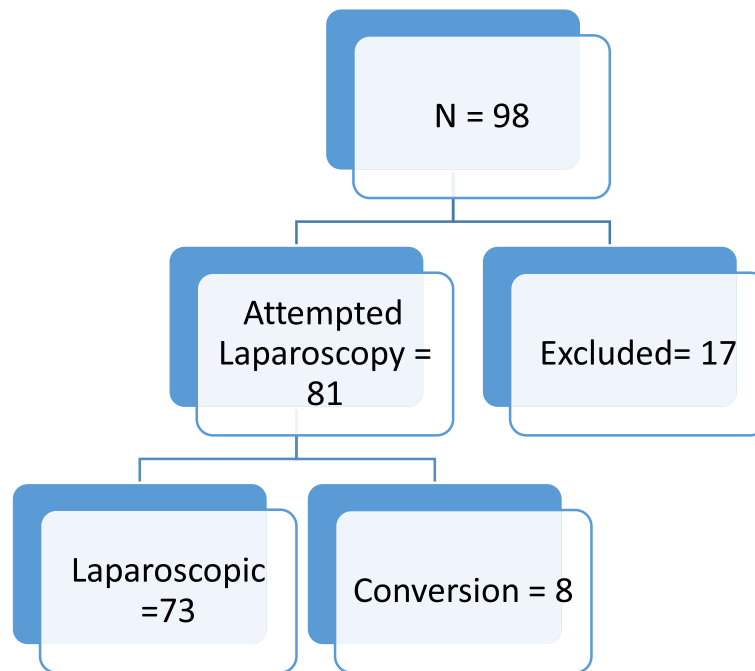 N = 98
Attempted
Laparoscopy =
81
Excluded= 17
Laparoscopic
=73
Conversion = 8